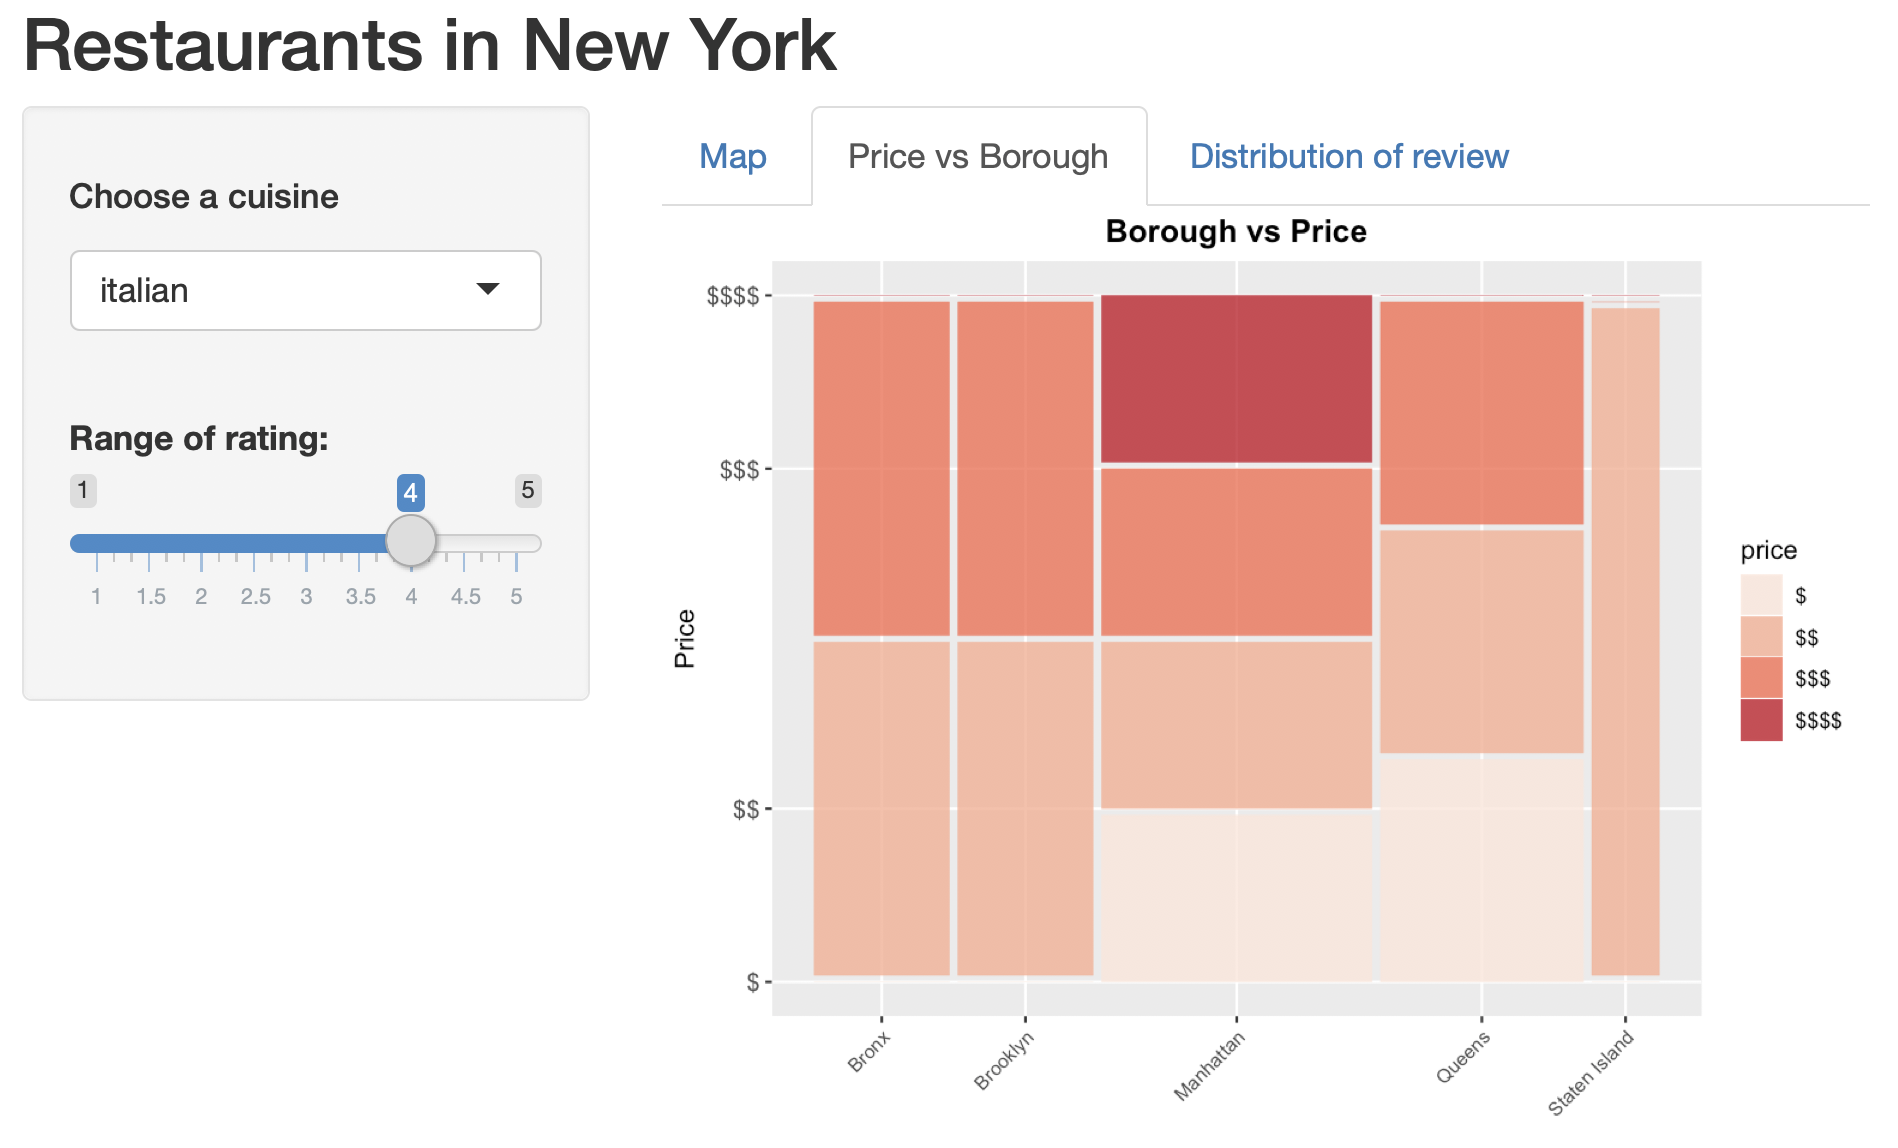 Restaurants in New York
Choose a cuisine
italian
Range of rating:
1 4 5
1 1.5 2 2.5 3 3.5 4 4.5 5
Map Price vs Borough Distribution of review
Borough vs Price
Price
$$$$
$$$
$$
$
Bronx Brooklyn Manhattan Queens Staten Island
price
$
$$
$$$
$$$$